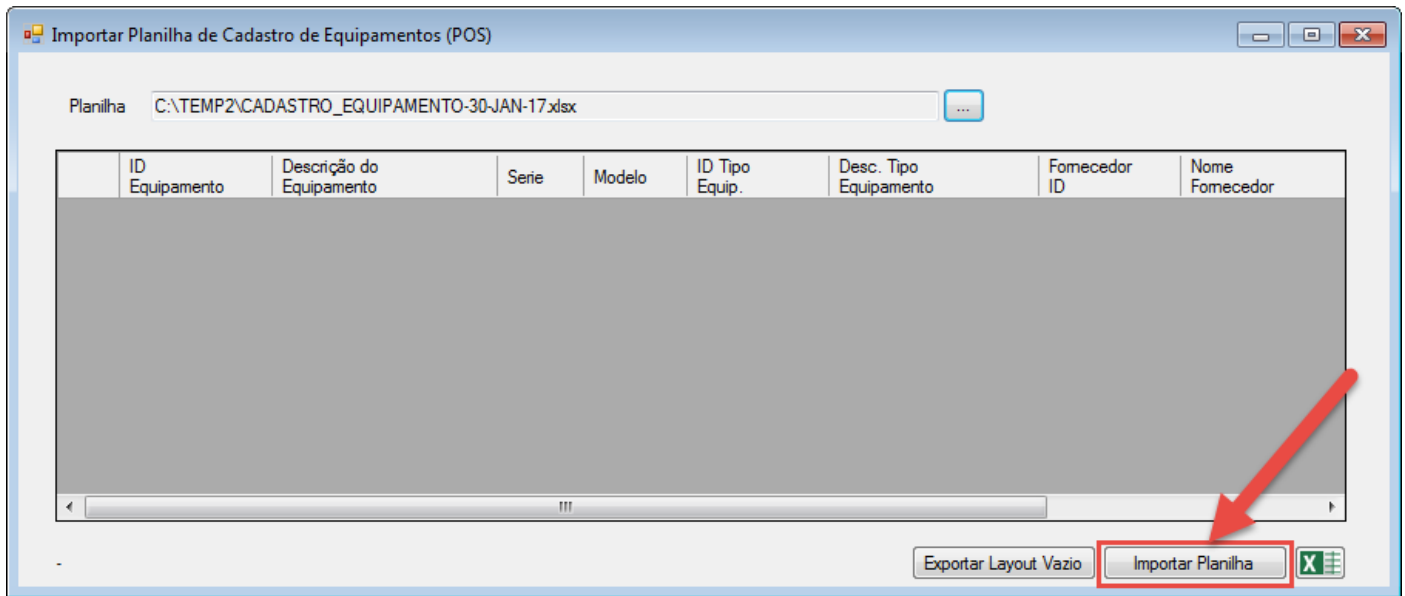 Importar Planilha de Cadastro de Equipamentos (POS)
Planilha C:\TEMP2\CADASTRO_EQUIPAMENTO-30-JAN-17.xlsx ...
ID Equipamento Descrição do Equipamento Serie Modelo ID Tipo Equip. Desc. Tipo Equipamento Fornecedor ID Nome Fornecedor
- Exportar Layout Vazio Importar Planilha